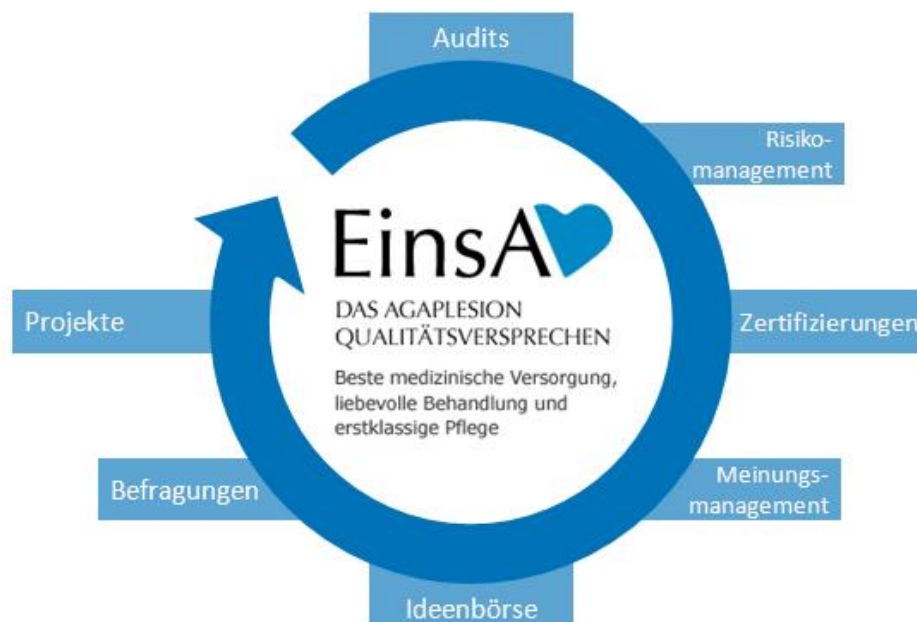 Audits
Risiko-
management
Zertifizierungen
Meinungs-
management
Ideenbörse
Befragungen
Projekte
EinsA
DAS AGAPLESION
QUALITÄTSVERSPRECHEN
Beste medizinische Versorgung,
liebevolle Behandlung und
erstklassige Pflege